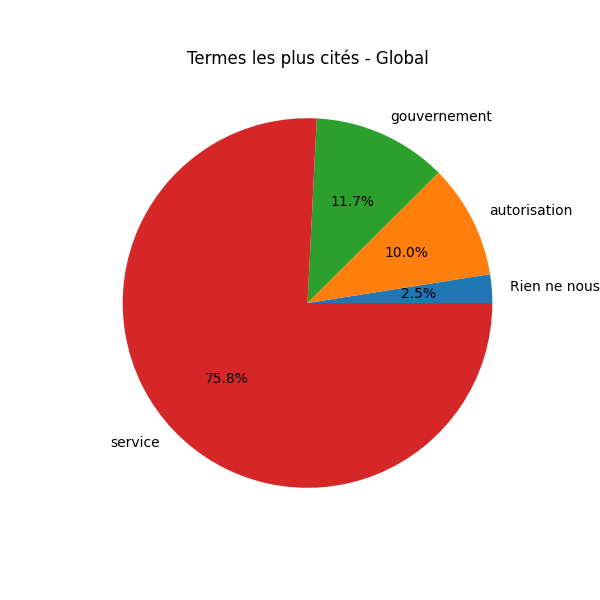 Termes les plus cités - Global
gouvernement
11.7%
autorisation
10.0%
Rien ne nous
2.5%
75.8%
service